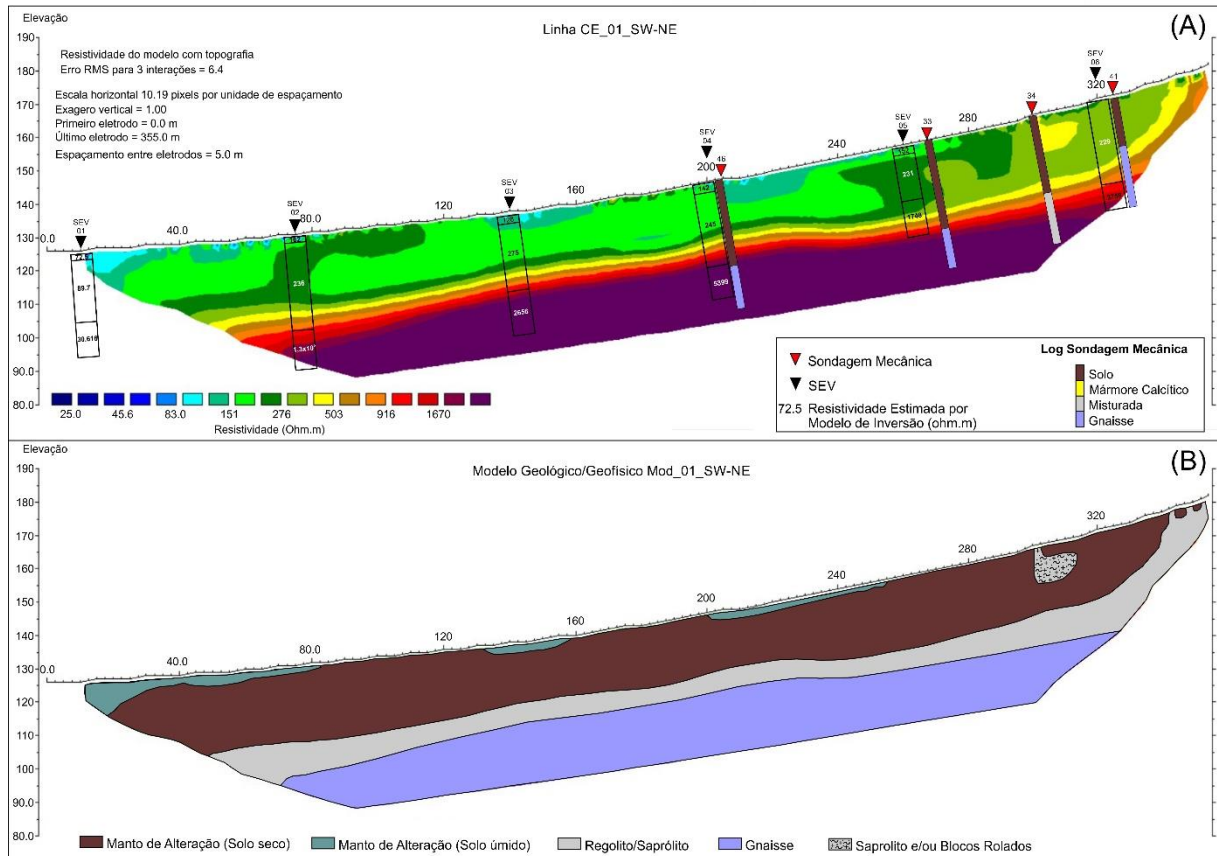 Elevação
Linha CE_01_SW-NE
(A)
Resistividade do modelo com topografia
Erro RMS para 3 interações = 6.4
Escala horizontal 10.19 pixels por unidade de espaçamento
Exagero vertical = 1.00
Primeiro eletrodo = 0.0 m
Último eletrodo = 355.0 m
Espaçamento entre eletrodos = 5.0 m
190
180
170
160
150
140
130
120
110
100
90.0
80.0
SEV
01
SEV
02
SEV
03
SEV
04
46
SEV
05
33
34
SEV
06
41
0.0
40.0
80.0
120
160
200
240
280
320
89.7
236
278
2656
142
245
5399
231
1748
229
25.0
45.6
83.0
151
276
503
916
1670
Resistividade (Ohm.m)
Sondagem Mecânica
SEV
72.5 Resistividade Estimada por
Modelo de Inversão (ohm.m)
Log Sondagem Mecânica
Solo
Mármore Calcítico
Misturada
Gnaisse
Elevação
Modelo Geológico/Geofísico Mod_01_SW-NE
(B)
190
180
170
160
150
140
130
120
110
100
90.0
80.0
0.0
40.0
80.0
120
160
200
240
280
320
Manto de Alteração (Solo seco)
Manto de Alteração (Solo úmido)
Regolito/Saprólito
Gnaisse
Saprolito e/ou Blocos Rolados